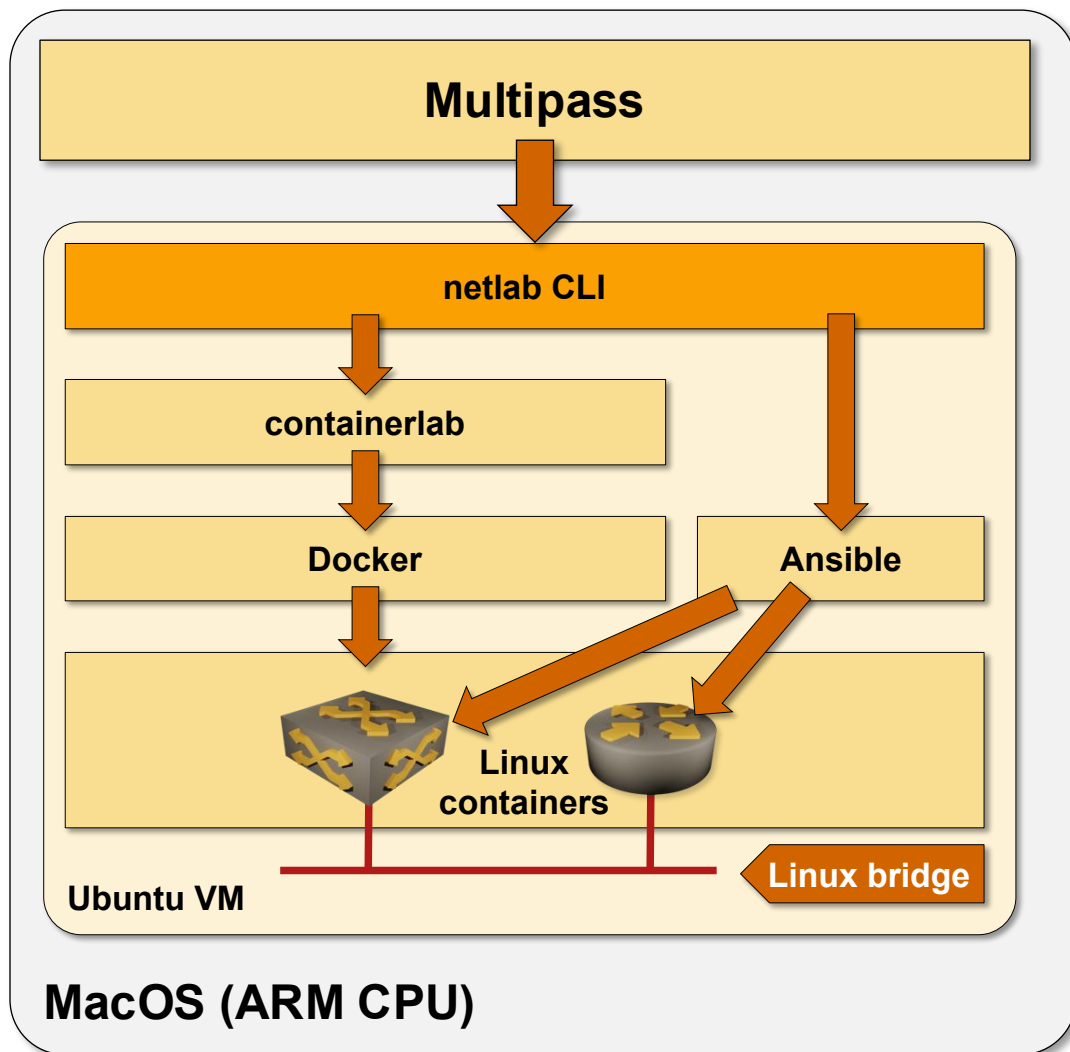 Multipass
netlab CLI
containerlab
Docker
Ansible
Linux
containers
Linux bridge
Ubuntu VM
MacOS (ARM CPU)